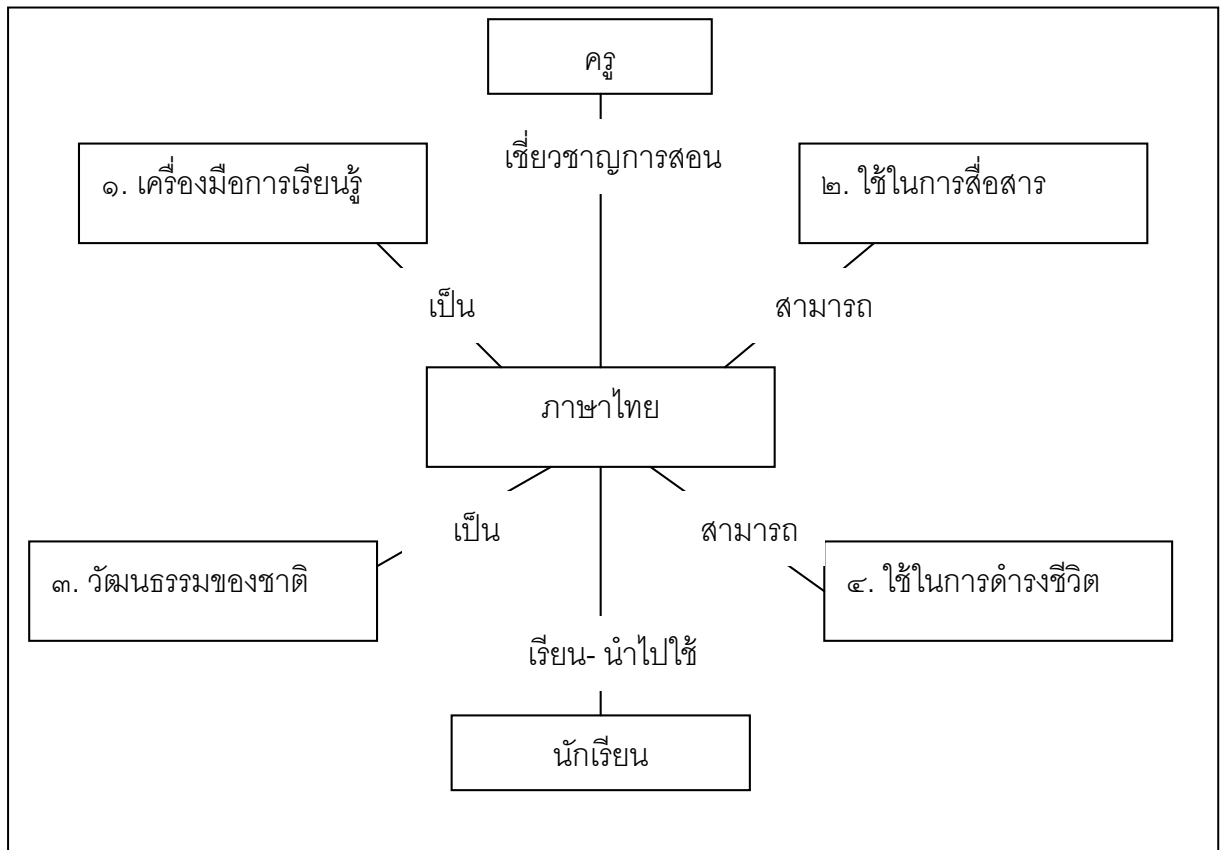 ครู
เชี่ยวชาญการสอน
๑. เครื่องมือการเรียนรู้
๒. ใช้ในการสื่อสาร
เป็น
สามารถ
ภาษาไทย
เป็น
สามารถ
๓. วัฒนธรรมของชาติ
๔. ใช้ในการดำรงชีวิต
เรียน- นำไปใช้
นักเรียน